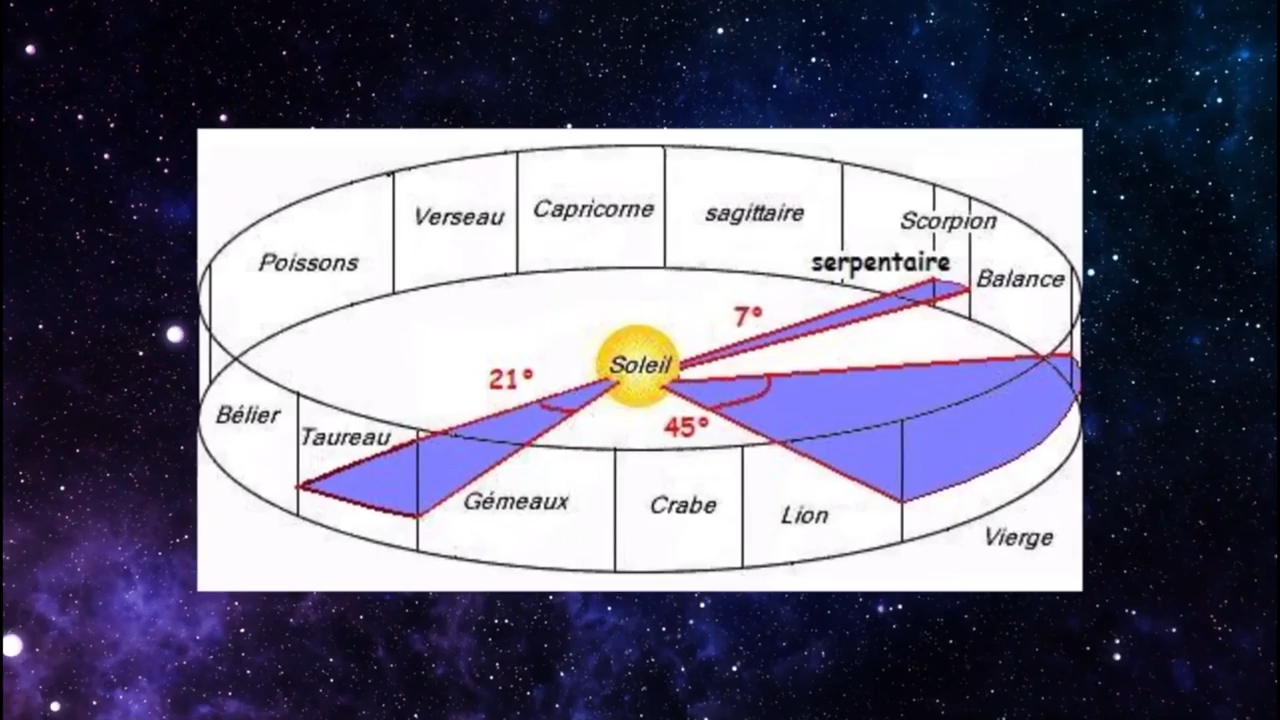 Verseau
Capricorne
sagittaire
Scorpion
Poissons
serpentaire
Balance
7°
Soleil
21°
Bélier
Taureau
45°
Gémeaux
Crabe
Lion
Vierge